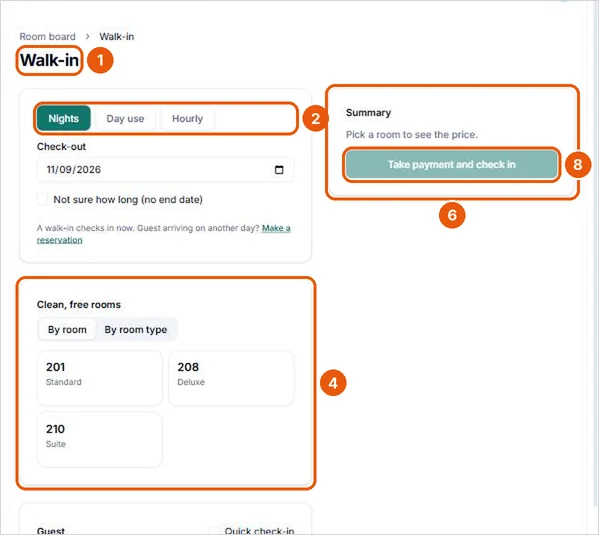 Room board > Walk-in
Walk-in 1
Nights Day use Hourly 2
Check-out
11/09/2026
Not sure how long (no end date)
A walk-in checks in now. Guest arriving on another day? Make a
reservation
Summary
Pick a room to see the price.
Take payment and check in 8
6
Clean, free rooms
By room By room type
201
Standard
208
Deluxe
4
210
Suite
Guest Quick check-in